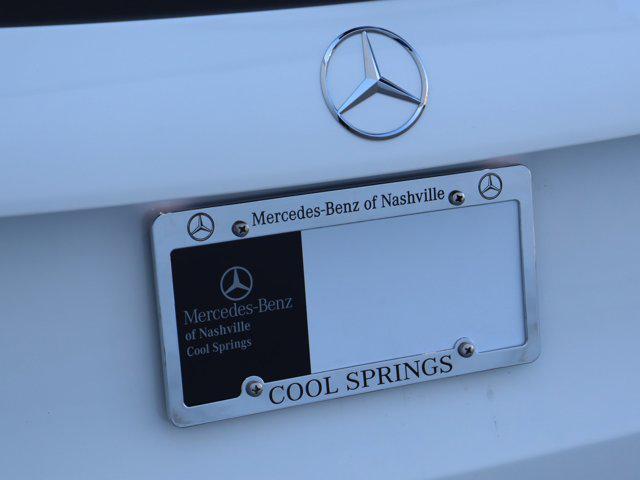 Mercedes-Benz of Nashville
Mercedes-Benz
of Nashville
Cool Springs
COOL SPRINGS